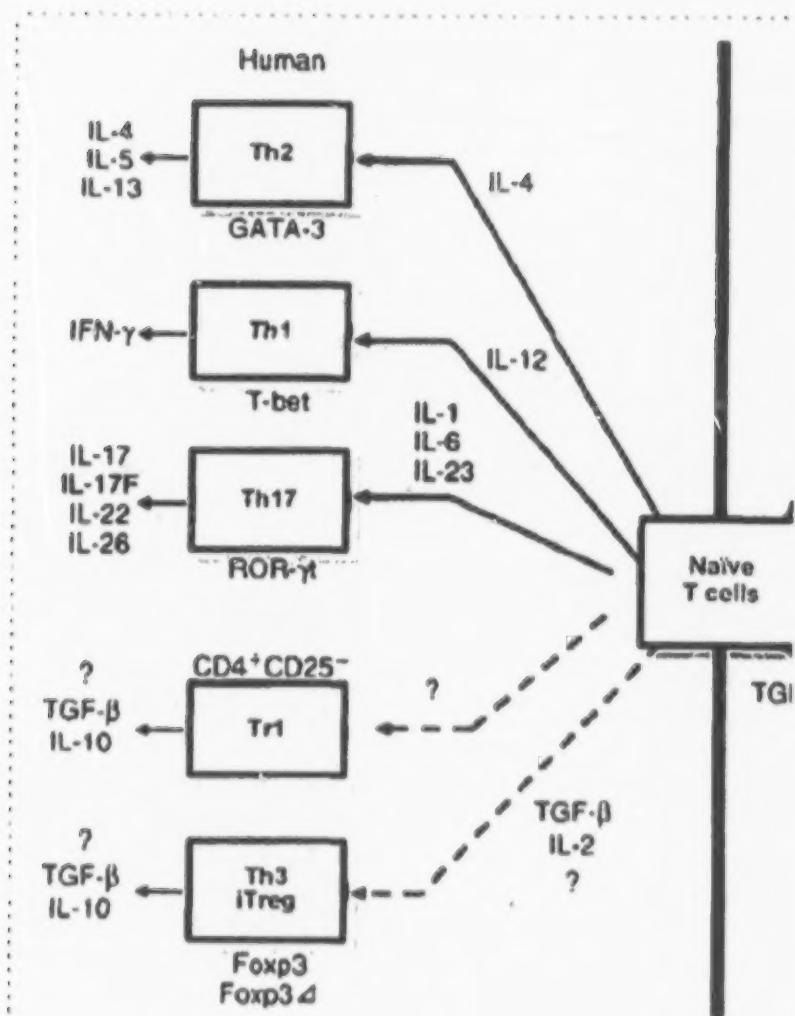 Human
IL-4
IL-5
IL-13
Th2
GATA-3
IL-4
IFN-γ
Th1
T-bet
IL-12
IL-17
IL-17F
IL-22
IL-26
Th17
ROR-γt
IL-1
IL-6
IL-23
Naïve
T cells
?
TGF-β
IL-10
CD4⁺CD25⁻
Tr1
?
TGF-β
IL-2
?
?
TGF-β
IL-10
Th3
iTreg
Foxp3
Foxp3⊿